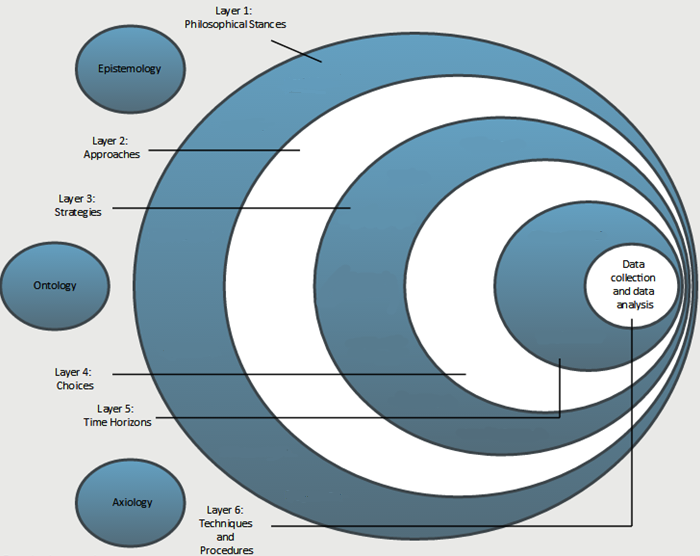 Layer 1:
Philosophical Stances
Epistemology
Layer 2:
Approaches
Layer 3:
Strategies
Ontology
Data
collection
and data
analysis
Layer 4:
Choices
Layer 5:
Time Horizons
Axiology
Layer 6:
Techniques
and
Procedures